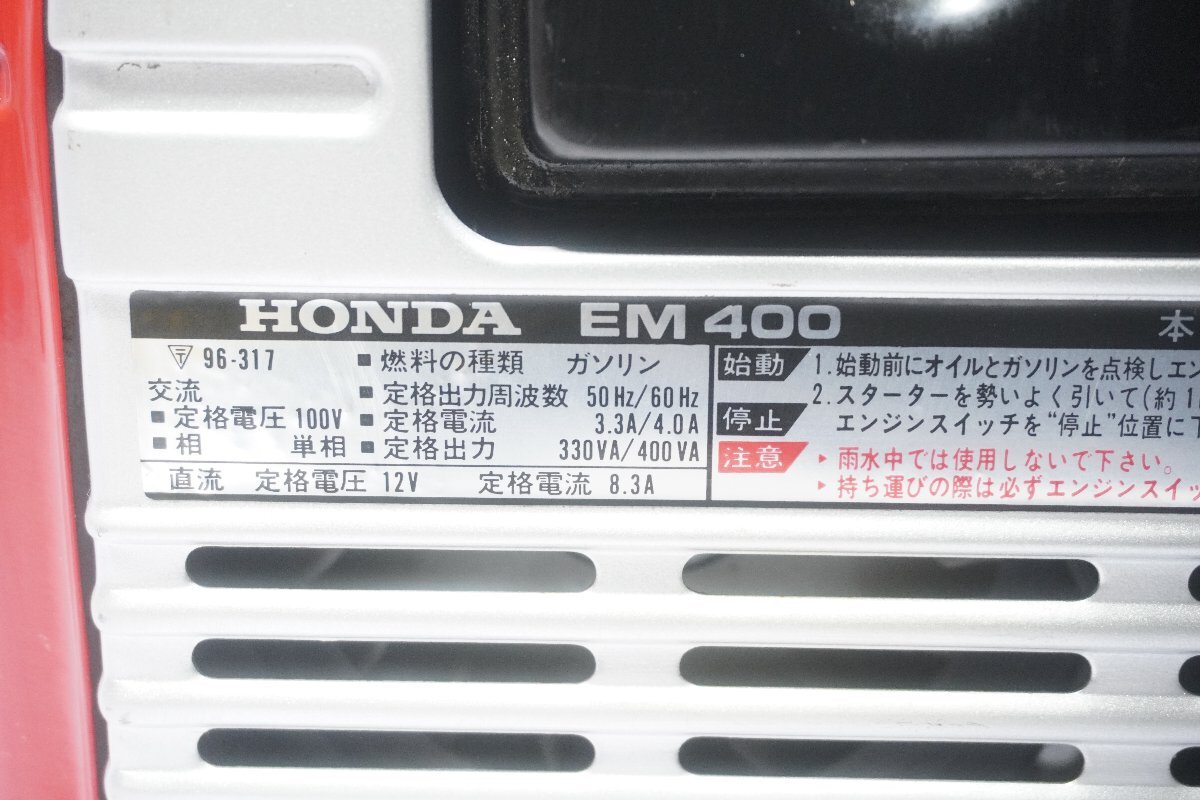 HONDA EM 400 本
〒 96-317 ■ 燃料の種類 ガソリン
交流 ■ 定格出力周波数 50Hz/60Hz
■ 定格電圧 100V ■ 定格電流 3.3A/4.0A
■ 相 単相 ■ 定格出力 330VA/400VA
直流 定格電圧 12V 定格電流 8.3A
始動 1.始動前にオイルとガソリンを点検しエン
2.スターターを勢いよく引いて(約1
停止 エンジンスイッチを“停止”位置に
注意 ▸ 雨水中では使用しないで下さい。
▸ 持ち運びの際は必ずエンジンスイッ